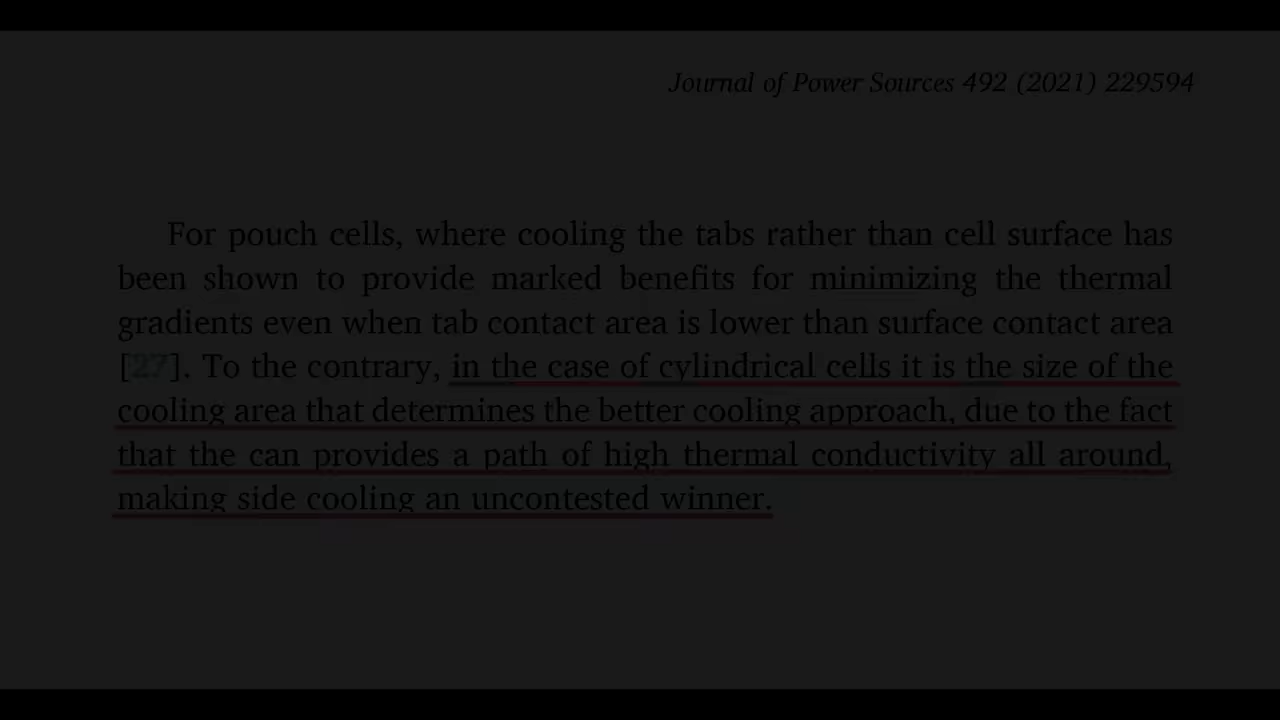 Journal of Power Sources 492 (2021) 229594
For pouch cells, where cooling the tabs rather than cell surface has
been shown to provide marked benefits for minimizing the thermal
gradients even when tab contact area is lower than surface contact area
[27]. To the contrary, in the case of cylindrical cells it is the size of the
cooling area that determines the better cooling approach, due to the fact
that the can provides a path of high thermal conductivity all around,
making side cooling an uncontested winner.